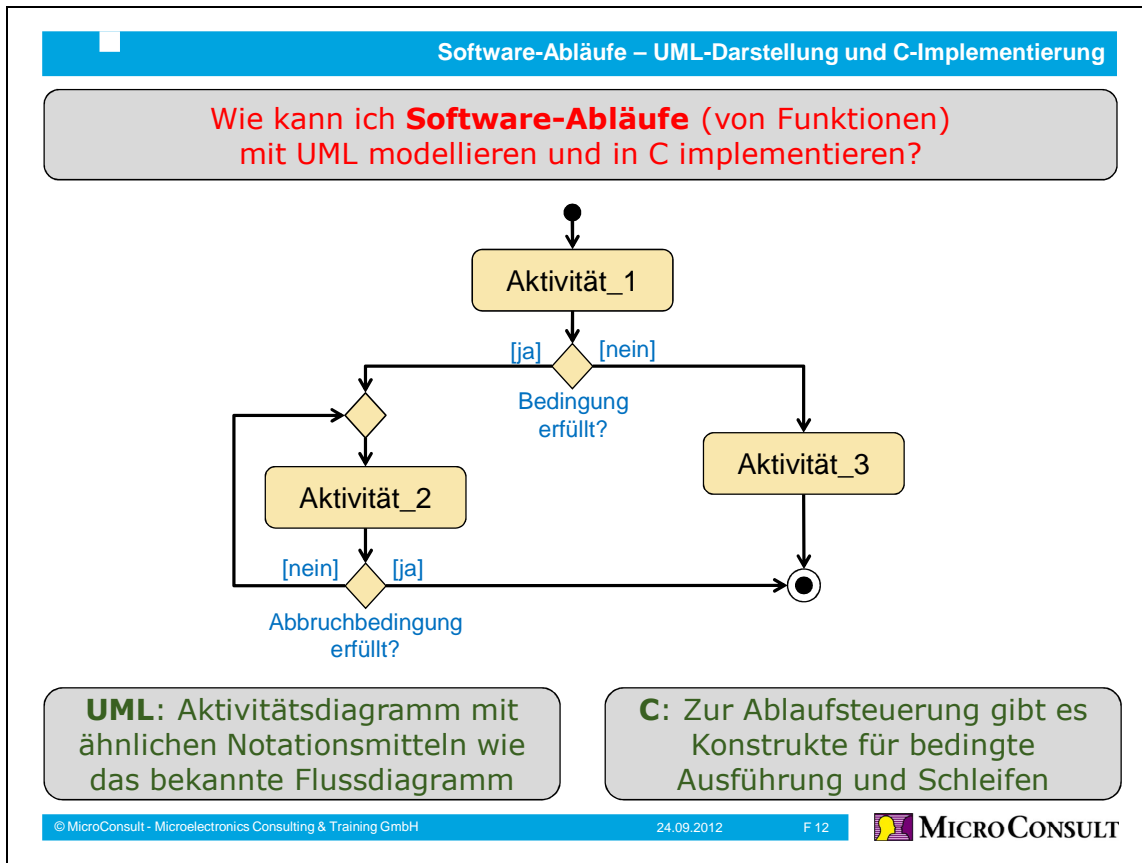 Software-Abläufe – UML-Darstellung und C-Implementierung
Wie kann ich Software-Abläufe (von Funktionen)
mit UML modellieren und in C implementieren?
Aktivität_1
[ja]
[nein]
Bedingung
erfüllt?
Aktivität_3
Aktivität_2
[nein]
[ja]
Abbruchbedingung
erfüllt?
UML: Aktivitätsdiagramm mit
ähnlichen Notationsmitteln wie
das bekannte Flussdiagramm
C: Zur Ablaufsteuerung gibt es
Konstrukte für bedingte
Ausführung und Schleifen
© MicroConsult - Microelectronics Consulting & Training GmbH
24.09.2012
F 12
MICRO CONSULT